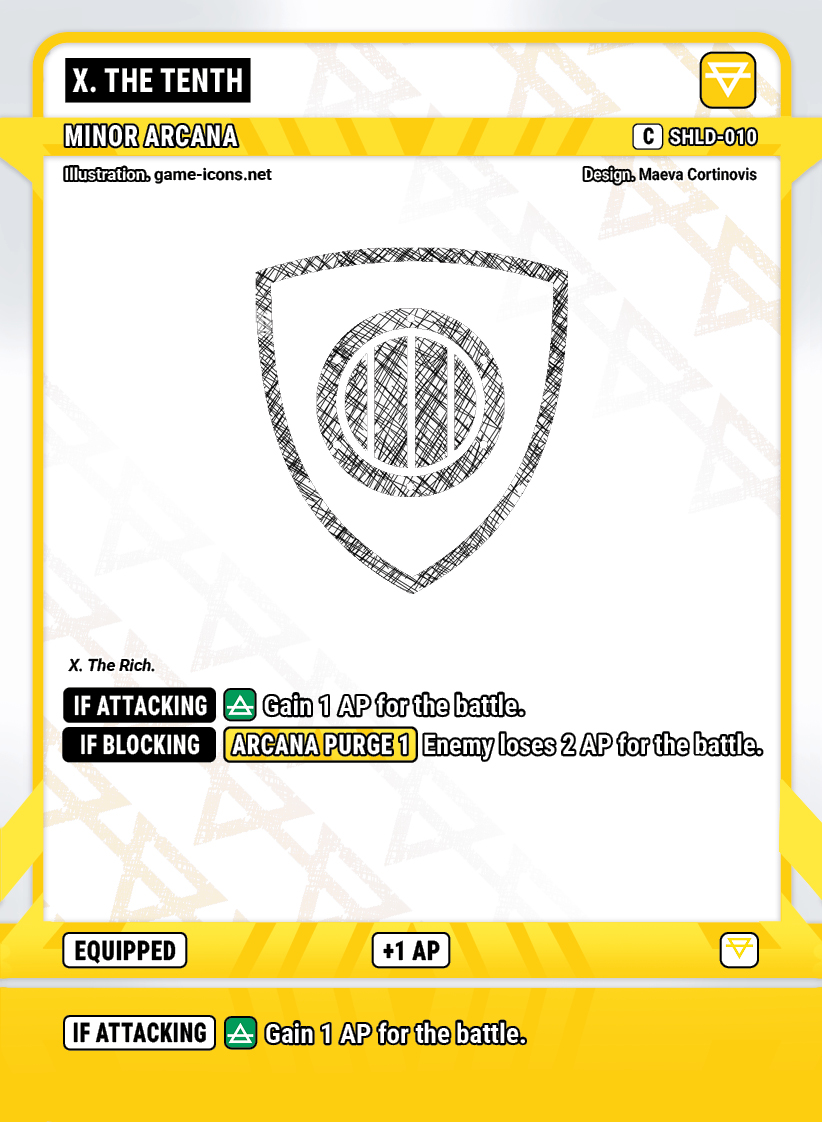 X. THE TENTH
MINOR ARCANA
C SHLD-010
Illustration. game-icons.net
Design. Maeva Cortinovis
X. The Rich.
IF ATTACKING Gain 1 AP for the battle.
IF BLOCKING ARCANA PURGE 1 Enemy loses 2 AP for the battle.
EQUIPPED +1 AP
IF ATTACKING Gain 1 AP for the battle.